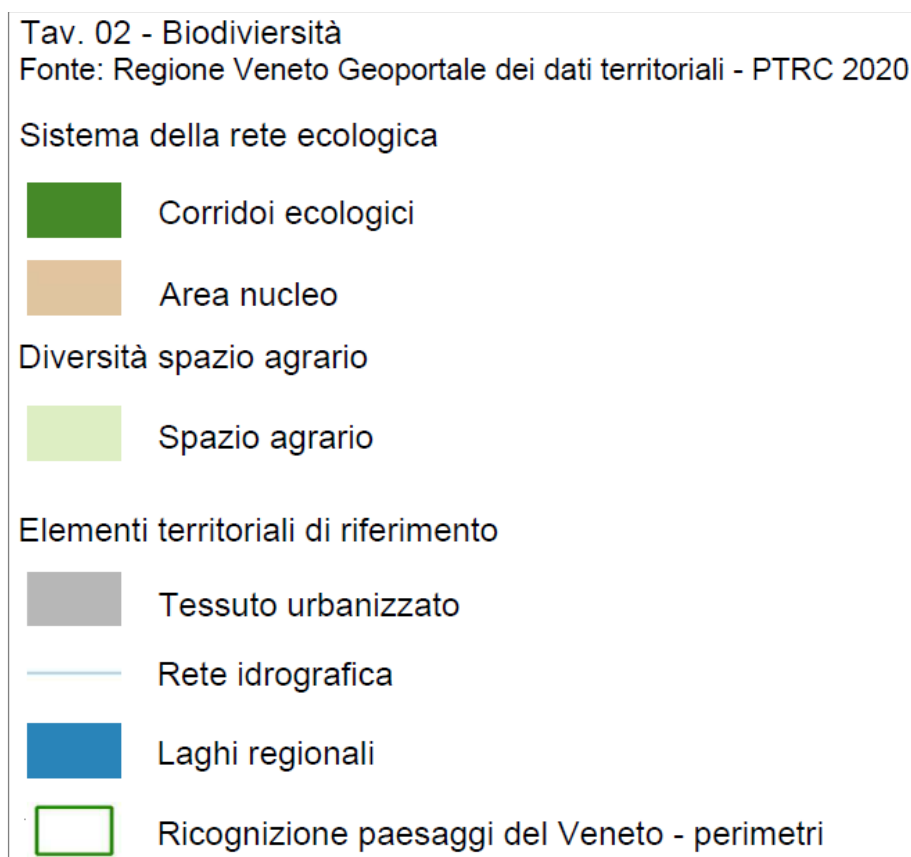 Tav. 02 - Biodiviersità
Fonte: Regione Veneto Geoportale dei dati territoriali - PTRC 2020
Sistema della rete ecologica
Corridoi ecologici
Area nucleo
Diversità spazio agrario
Spazio agrario
Elementi territoriali di riferimento
Tessuto urbanizzato
Rete idrografica
Laghi regionali
Ricognizione paesaggi del Veneto - perimetri